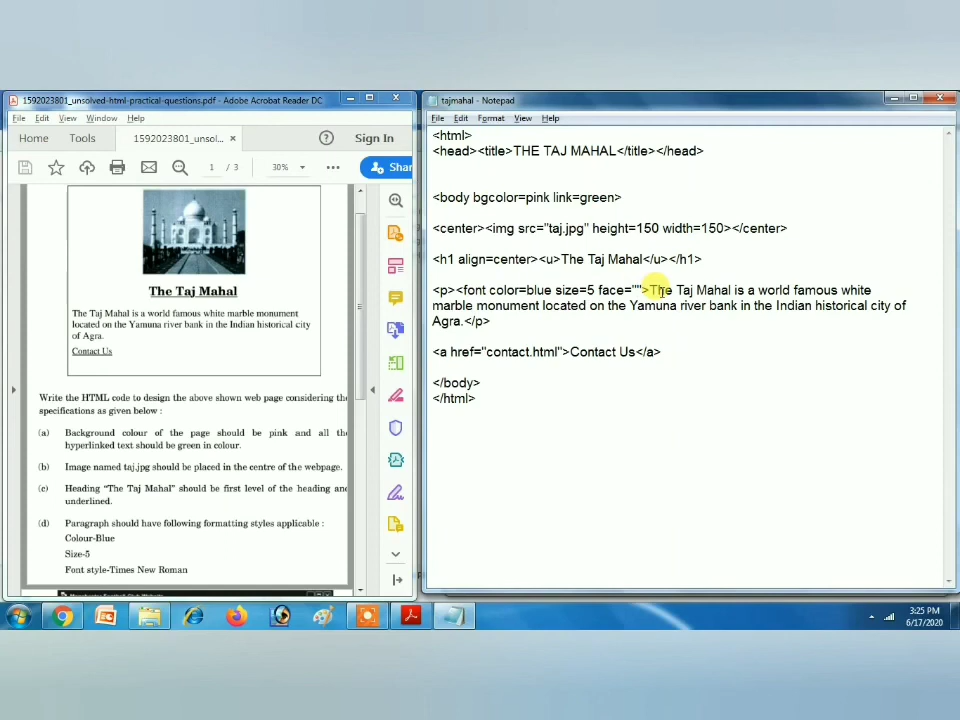 1592023801_unsolved-html-practical-questions.pdf - Adobe Acrobat Reader DC
File Edit View Window Help
Home Tools 1592023801_unsol... × ? Sign In
1 / 3 30% ... Shar
The Taj Mahal
The Taj Mahal is a world famous white marble monument
located on the Yamuna river bank in the Indian historical city
of Agra.
Contact Us
Write the HTML code to design the above shown web page considering the
specifications as given below :
(a) Background colour of the page should be pink and all the
hyperlinked text should be green in colour.
(b) Image named taj.jpg should be placed in the centre of the webpage.
(c) Heading “The Taj Mahal” should be first level of the heading and
underlined.
(d) Paragraph should have following formatting styles applicable :
Colour-Blue
Size-5
Font style-Times New Roman
tajmahal - Notepad
File Edit Format View Help
<html>
<head><title>THE TAJ MAHAL</title></head>
<body bgcolor=pink link=green>
<center><img src="taj.jpg" height=150 width=150></center>
<h1 align=center><u>The Taj Mahal</u></h1>
<p><font color=blue size=5 face="">The Taj Mahal is a world famous white
marble monument located on the Yamuna river bank in the Indian historical city of
Agra.</p>
<a href="contact.html">Contact Us</a>
</body>
</html>
3:25 PM
6/17/2020